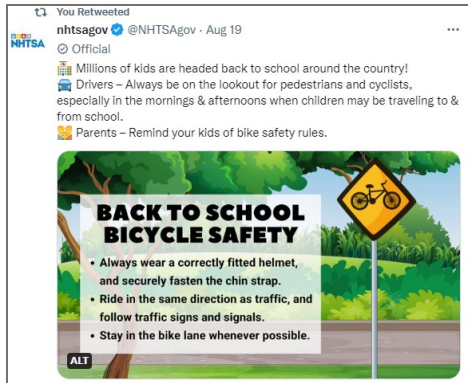 You Retweeted
nhtsagov @NHTSAgov · Aug 19
NHTSA
Official
Millions of kids are headed back to school around the country!
Drivers – Always be on the lookout for pedestrians and cyclists,
especially in the mornings & afternoons when children may be traveling to &
from school.
Parents – Remind your kids of bike safety rules.
BACK TO SCHOOL
BICYCLE SAFETY
• Always wear a correctly fitted helmet,
and securely fasten the chin strap.
• Ride in the same direction as traffic, and
follow traffic signs and signals.
• Stay in the bike lane whenever possible.
ALT